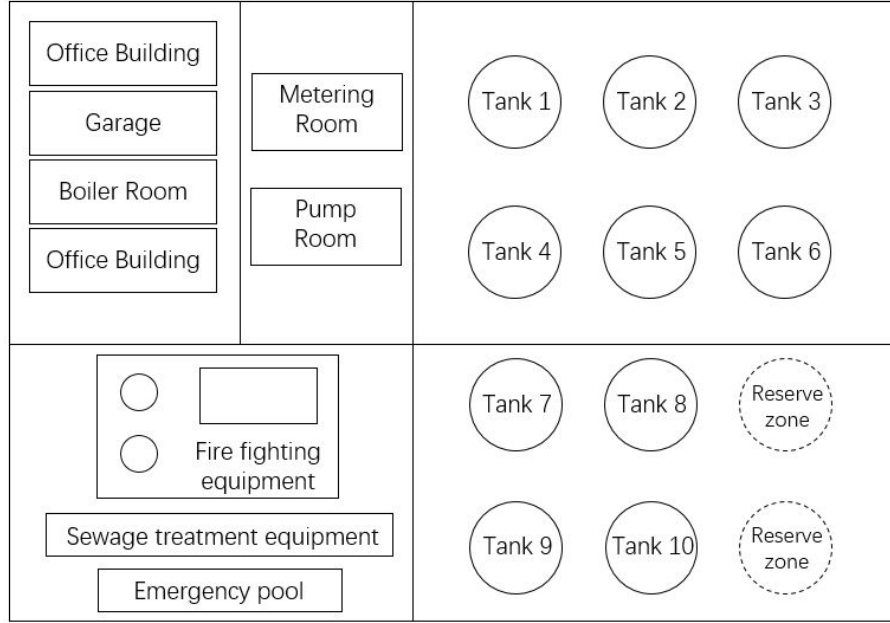 Office Building
Garage
Boiler Room
Office Building
Metering
Room
Pump
Room
Tank 1
Tank 2
Tank 3
Tank 4
Tank 5
Tank 6
Fire fighting
equipment
Sewage treatment equipment
Emergency pool
Tank 7
Tank 8
Reserve
zone
Tank 9
Tank 10
Reserve
zone